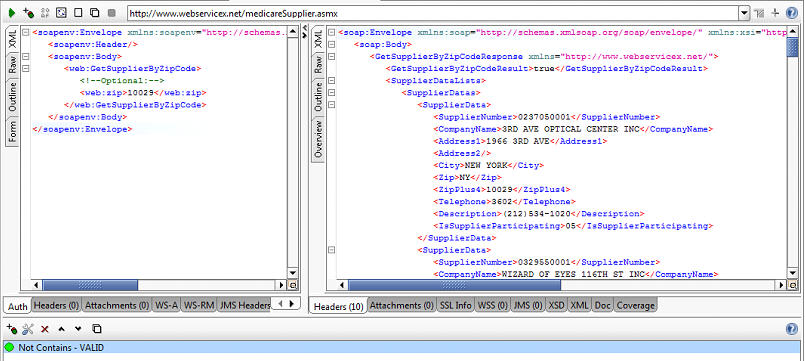 http://www.webservicex.net/medicareSupplier.asmx
XML
Raw
Outline
Form
<soapenv:Envelope xmlns:soapenv="http://schemas.
<soapenv:Header/>
<soapenv:Body>
<web:GetSupplierByZipCode>
<!--Optional:-->
<web:zip>10029</web:zip>
</web:GetSupplierByZipCode>
</soapenv:Body>
</soapenv:Envelope>
Auth Headers (0) Attachments (0) WS-A WS-RM JMS Headers
XML
Raw
Outline
Overview
<soap:Envelope xmlns:soap="http://schemas.xmlsoap.org/soap/envelope/" xmlns:xsi="http
<soap:Body>
<GetSupplierByZipCodeResponse xmlns="http://www.webservicex.net/">
<GetSupplierByZipCodeResult>true</GetSupplierByZipCodeResult>
<SupplierDataLists>
<SupplierDatas>
<SupplierData>
<SupplierNumber>0237050001</SupplierNumber>
<CompanyName>3RD AVE OPTICAL CENTER INC</CompanyName>
<Address1>1966 3RD AVE</Address1>
<Address2/>
<City>NEW YORK</City>
<Zip>NY</Zip>
<ZipPlus4>10029</ZipPlus4>
<Telephone>3602</Telephone>
<Description>(212)534-1020</Description>
<IsSupplierParticipating>05</IsSupplierParticipating>
</SupplierData>
<SupplierData>
<SupplierNumber>0329550001</SupplierNumber>
<CompanyName>WIZARD OF EYES 116TH ST INC</CompanyName>
Headers (10) Attachments (0) SSL Info WSS (0) JMS (0) XSD XML Doc Coverage
Not Contains - VALID